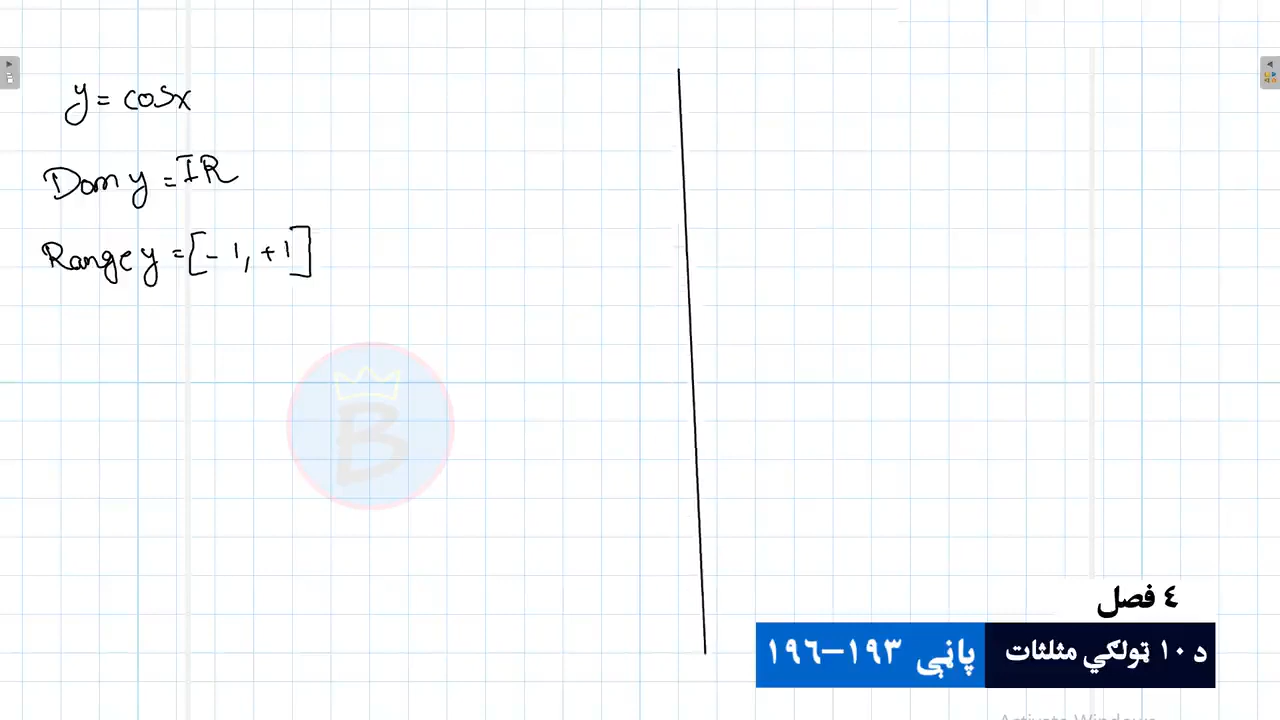 y = cosx
Dom y = IR
Range y = [-1, +1]
B
٤ فصل
د ١٠ ټولګي مثلثات
پاڼې ١٩٣–١٩٦